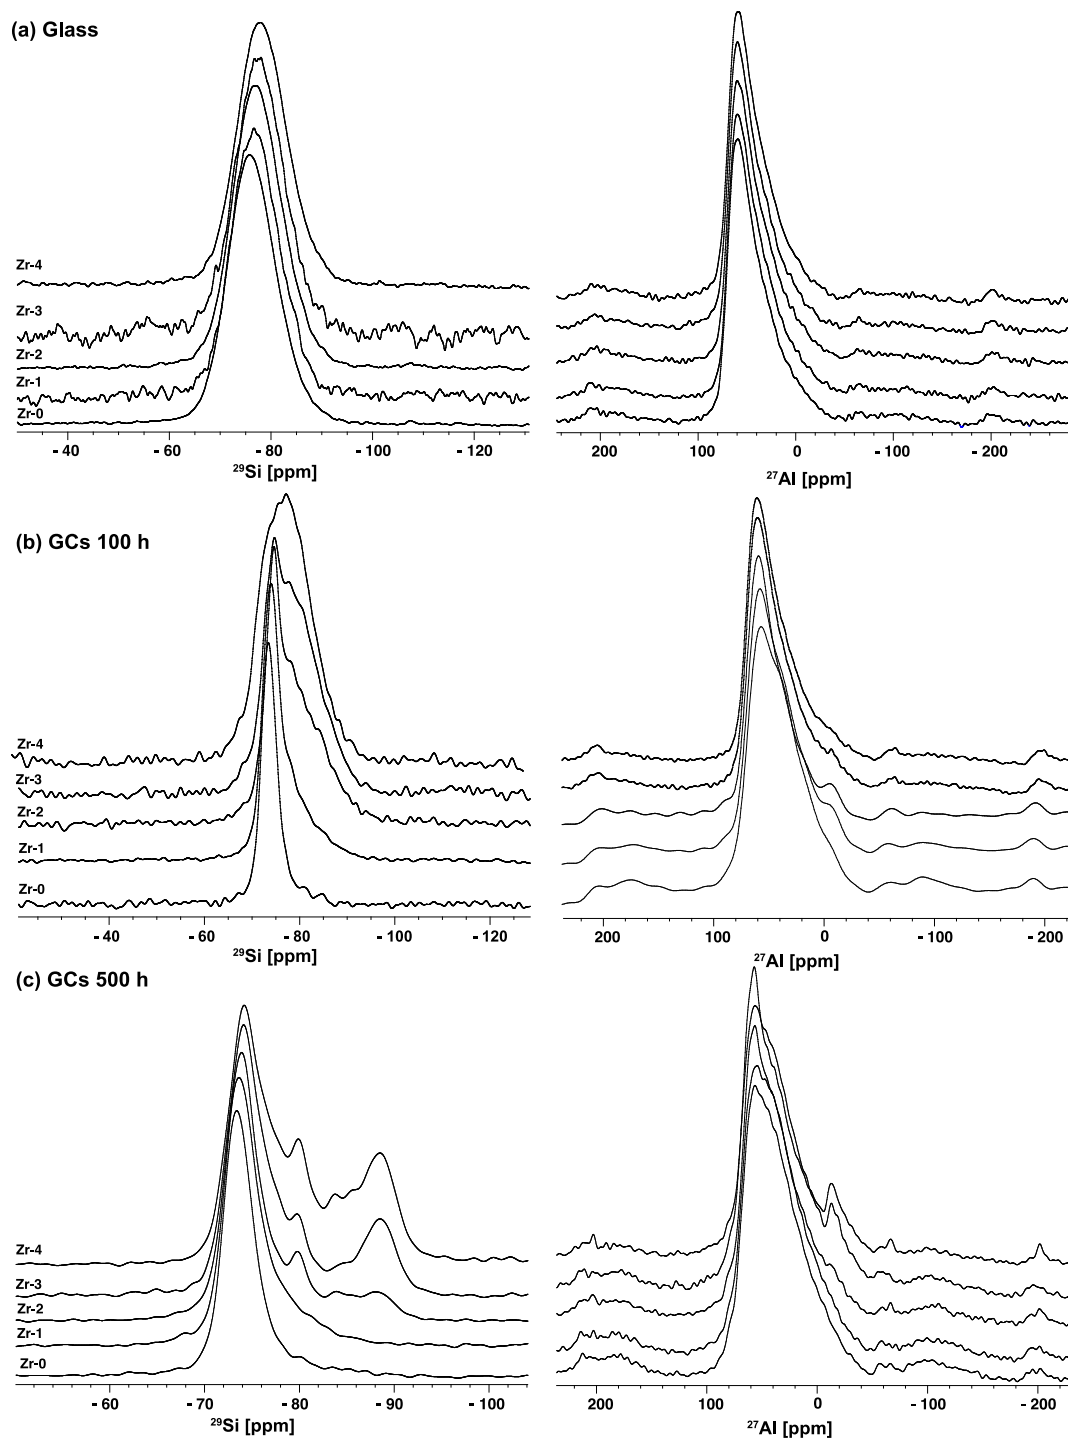 (a) Glass
Zr-4
Zr-3
Zr-2
Zr-1
Zr-0
- 40 - 60 - 80 - 100 - 120
²⁹Si [ppm]
200 100 0 - 100 - 200
²⁷Al [ppm]
(b) GCs 100 h
Zr-4
Zr-3
Zr-2
Zr-1
Zr-0
- 40 - 60 - 80 - 100 - 120
²⁹Si [ppm]
200 100 0 - 100 - 200
²⁷Al [ppm]
(c) GCs 500 h
Zr-4
Zr-3
Zr-2
Zr-1
Zr-0
- 60 - 70 - 80 - 90 - 100
²⁹Si [ppm]
200 100 0 - 100 - 200
²⁷Al [ppm]